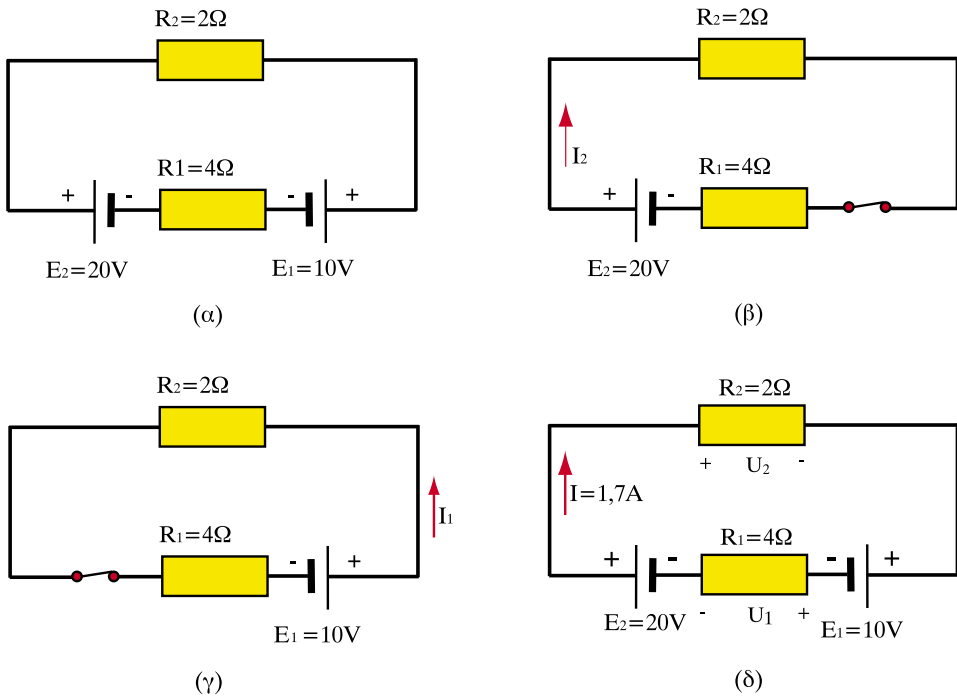 R₂=2Ω
R1=4Ω
+ - - +
E₂=20V E₁=10V
(α)
R₂=2Ω
I₂
R₁=4Ω
+ -
E₂=20V
(β)
R₂=2Ω
I₁
R₁=4Ω
- +
E₁=10V
(γ)
R₂=2Ω
+ U₂ -
I=1,7A
R₁=4Ω
+ - - +
- U₁ +
E₂=20V E₁=10V
(δ)